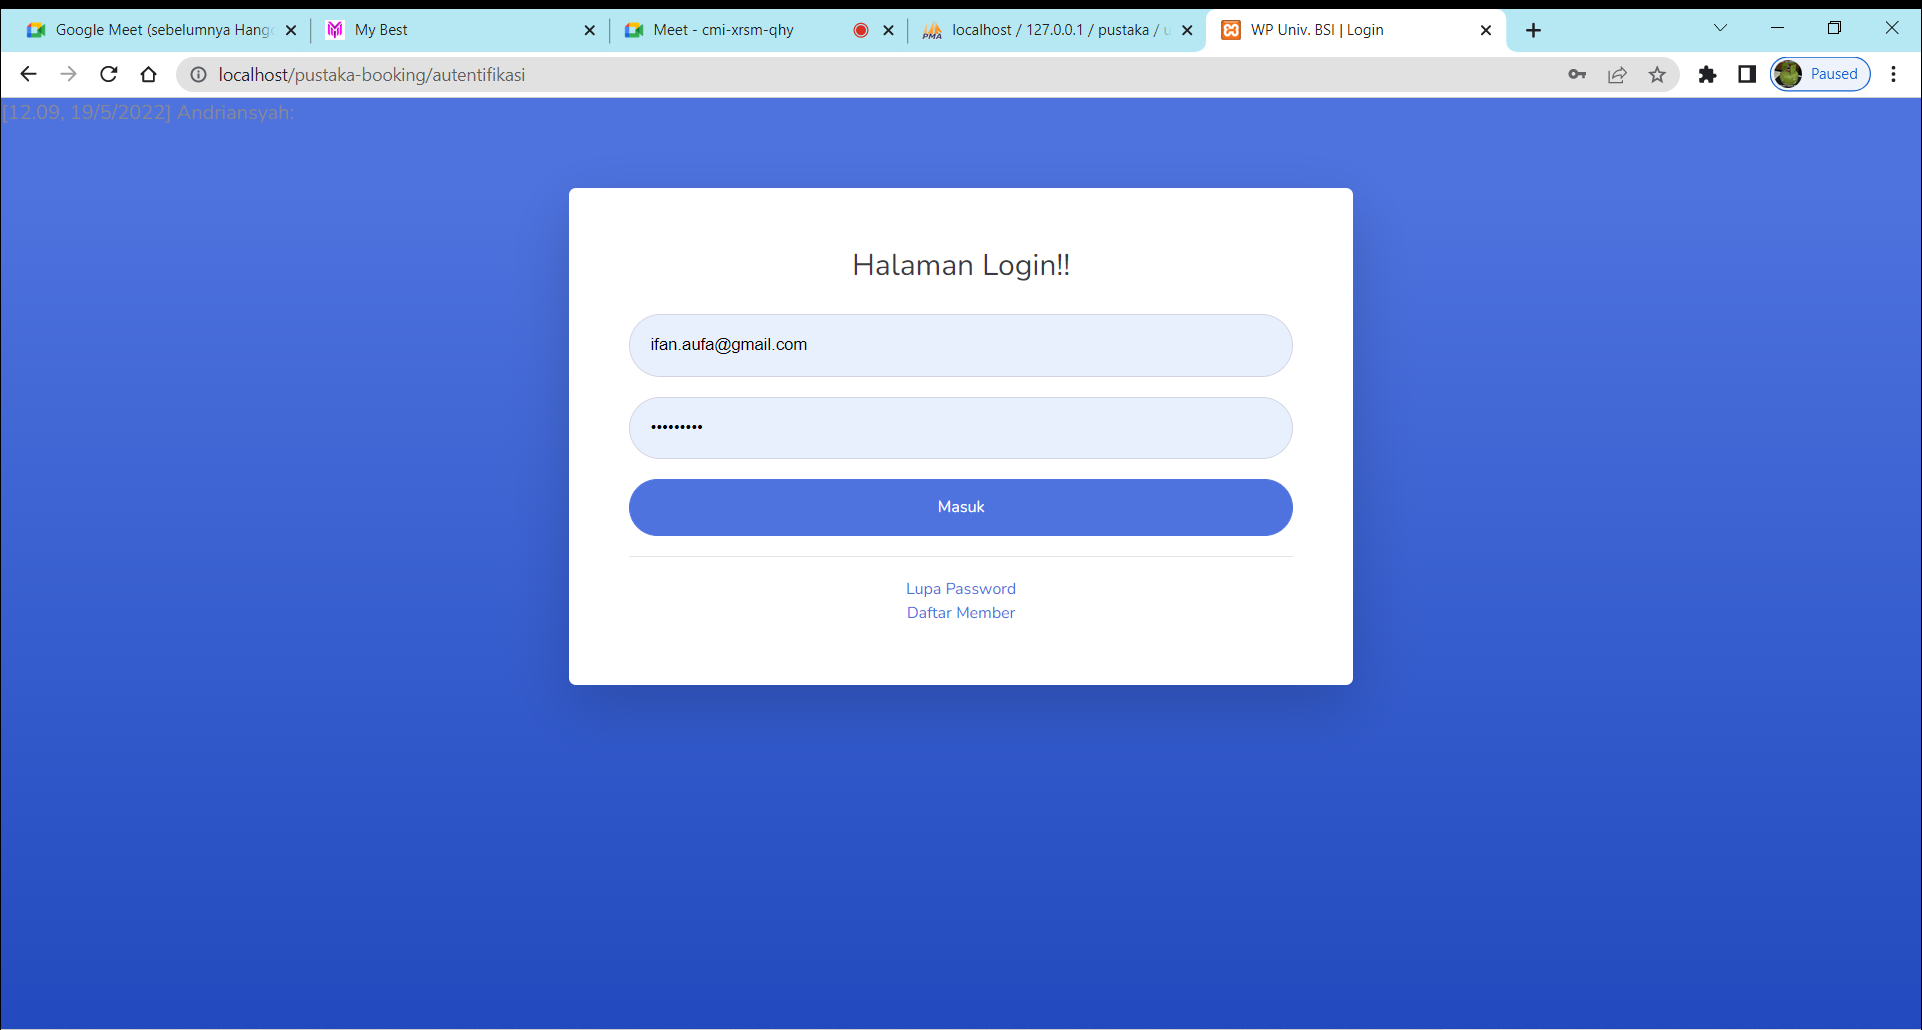 Google Meet (sebelumnya Hango
My Best
Meet - cmi-xrsm-qhy
PMA
localhost / 127.0.0.1 / pustaka / u
WP Univ. BSI | Login
localhost/pustaka-booking/autentifikasi
Paused
[12.09, 19/5/2022] Andriansyah:
Halaman Login!!
ifan.aufa@gmail.com
•••••••••
Masuk
Lupa Password
Daftar Member